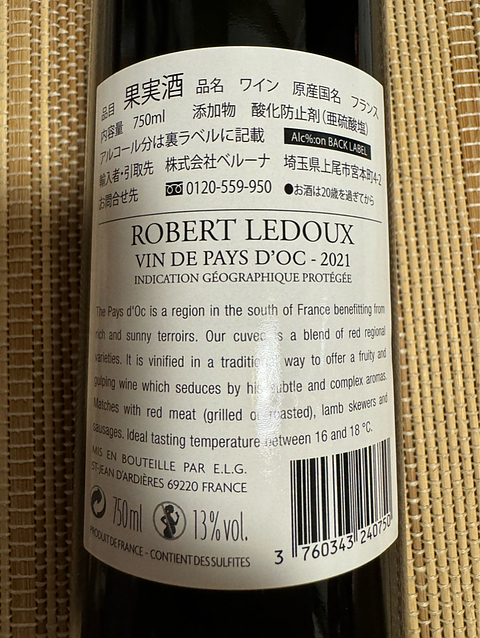 品目 果実酒 品名 ワイン 原産国名 フランス
内容量 750ml 添加物 酸化防止剤(亜硫酸塩)
アルコール分は裏ラベルに記載 Alc%:on BACK LABEL
輸入者・引取先 株式会社ベルーナ 埼玉県上尾市宮本町4-2
お問合せ先 0120-559-950 ●お酒は20歳を過ぎてから
ROBERT LEDOUX
VIN DE PAYS D'OC - 2021
INDICATION GÉOGRAPHIQUE PROTÉGÉE
The Pays d'Oc is a region in the south of France benefitting from
rich and sunny terroirs. Our cuvee is a blend of red regional
varieties. It is vinified in a traditional way to offer a fruity and
gulping wine which seduces by his subtle and complex aromas.
Matches with red meat (grilled or roasted), lamb skewers and
sausages. Ideal tasting temperature between 16 and 18 °C.
MIS EN BOUTEILLE PAR E.L.G.
ST-JEAN D'ARDIÈRES 69220 FRANCE
750 ml 13% vol.
PRODUIT DE FRANCE - CONTIENT DES SULFITES
3 760343 240750